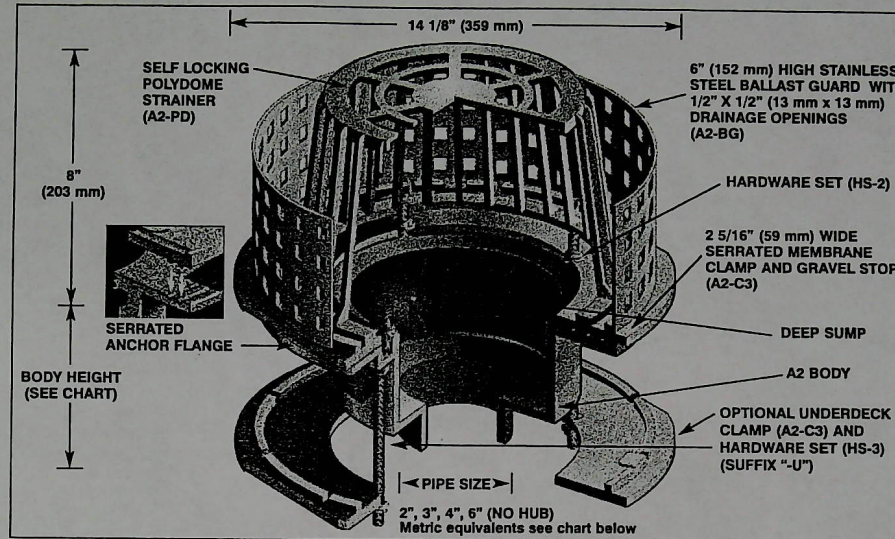 14 1/8" (359 mm)
SELF LOCKING
POLYDOME
STRAINER
(A2-PD)
6" (152 mm) HIGH STAINLESS
STEEL BALLAST GUARD WIT
1/2" X 1/2" (13 mm x 13 mm)
DRAINAGE OPENINGS
(A2-BG)
8"
(203 mm)
HARDWARE SET (HS-2)
2 5/16" (59 mm) WIDE
SERRATED MEMBRANE
CLAMP AND GRAVEL STOP
(A2-C3)
SERRATED
ANCHOR FLANGE
DEEP SUMP
BODY HEIGHT
(SEE CHART)
A2 BODY
OPTIONAL UNDERDECK
CLAMP (A2-C3) AND
HARDWARE SET (HS-3)
(SUFFIX "-U")
PIPE SIZE
2", 3", 4", 6" (NO HUB)
Metric equivalents see chart below